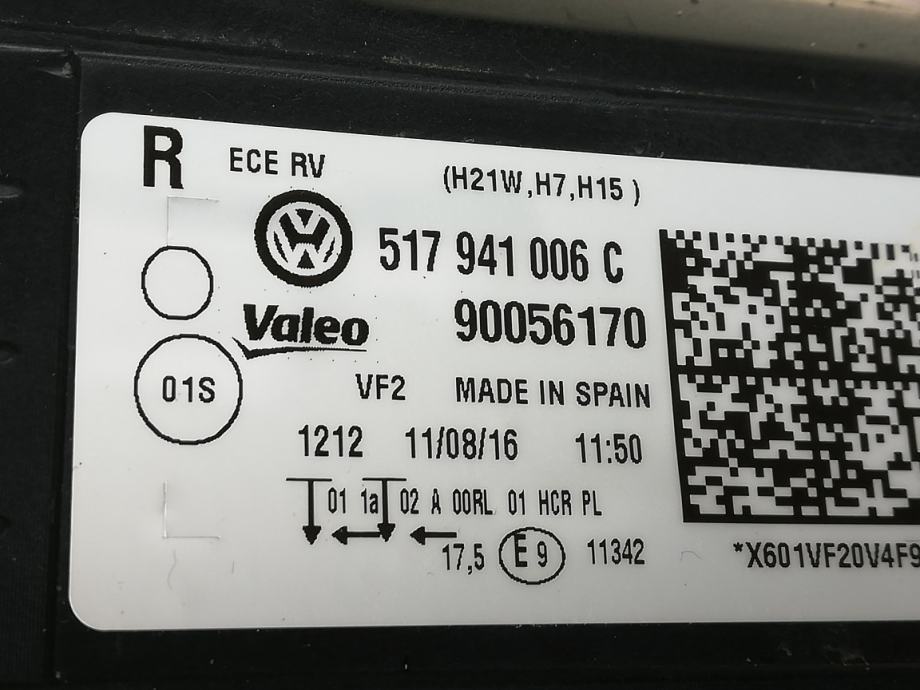 R ECE RV (H21W,H7,H15 )
517 941 006 C
Valeo 90056170
01S VF2 MADE IN SPAIN
1212 11/08/16 11:50
01 1a 02 A 00RL 01 HCR PL
17,5 E 9 11342 *X601VF20V4F9